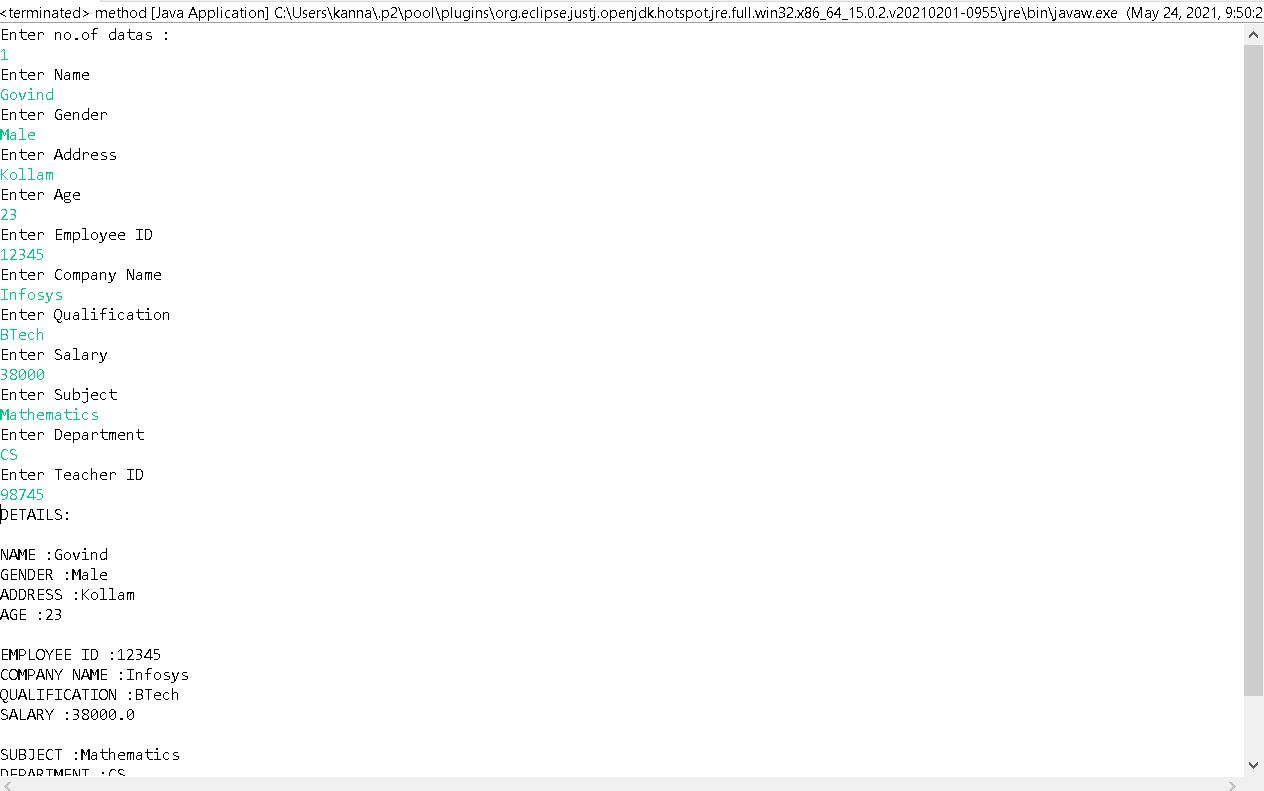 <terminated> method [Java Application] C:\Users\kanna\.p2\pool\plugins\org.eclipse.justj.openjdk.hotspot.jre.full.win32.x86_64_15.0.2.v20210201-0955\jre\bin\javaw.exe (May 24, 2021, 9:50:2
Enter no.of datas :
1
Enter Name
Govind
Enter Gender
Male
Enter Address
Kollam
Enter Age
23
Enter Employee ID
12345
Enter Company Name
Infosys
Enter Qualification
BTech
Enter Salary
38000
Enter Subject
Mathematics
Enter Department
CS
Enter Teacher ID
98745
DETAILS:
NAME :Govind
GENDER :Male
ADDRESS :Kollam
AGE :23
EMPLOYEE ID :12345
COMPANY NAME :Infosys
QUALIFICATION :BTech
SALARY :38000.0
SUBJECT :Mathematics
DEPARTMENT :CS